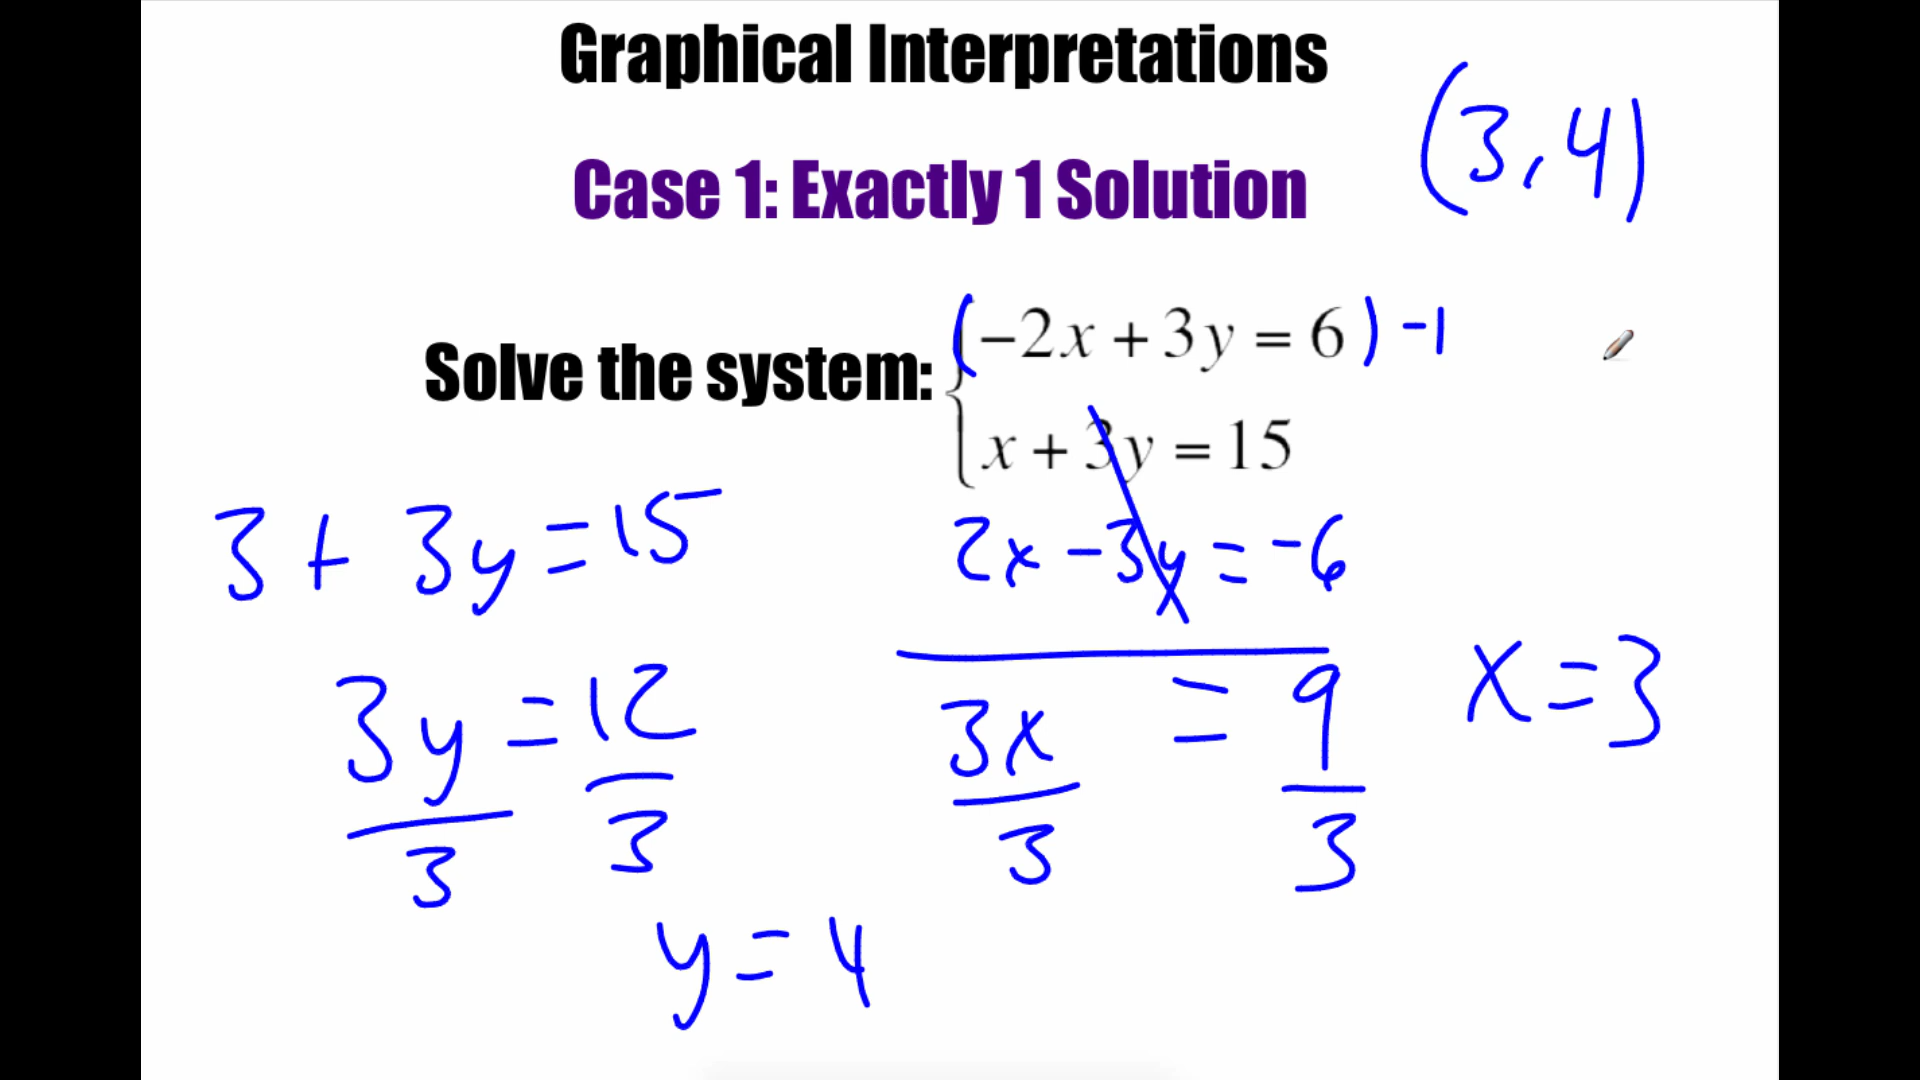 Graphical Interpretations
(3,4)
Case 1: Exactly 1 Solution
Solve the system:
(-2x + 3y = 6) -1
x + 3y = 15
3 + 3y = 15
2x - 3y = -6
3y = 12
3 3
y = 4
3x = 9
3 3
x = 3